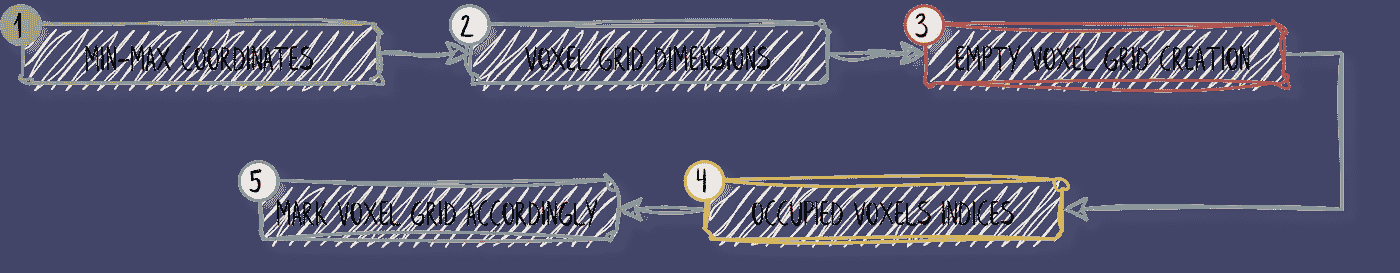 1
MIN-MAX COORDINATES
2
VOXEL GRID DIMENSIONS
3
EMPTY VOXEL GRID CREATION
4
OCCUPIED VOXELS INDICES
5
MARK VOXEL GRID ACCORDINGLY